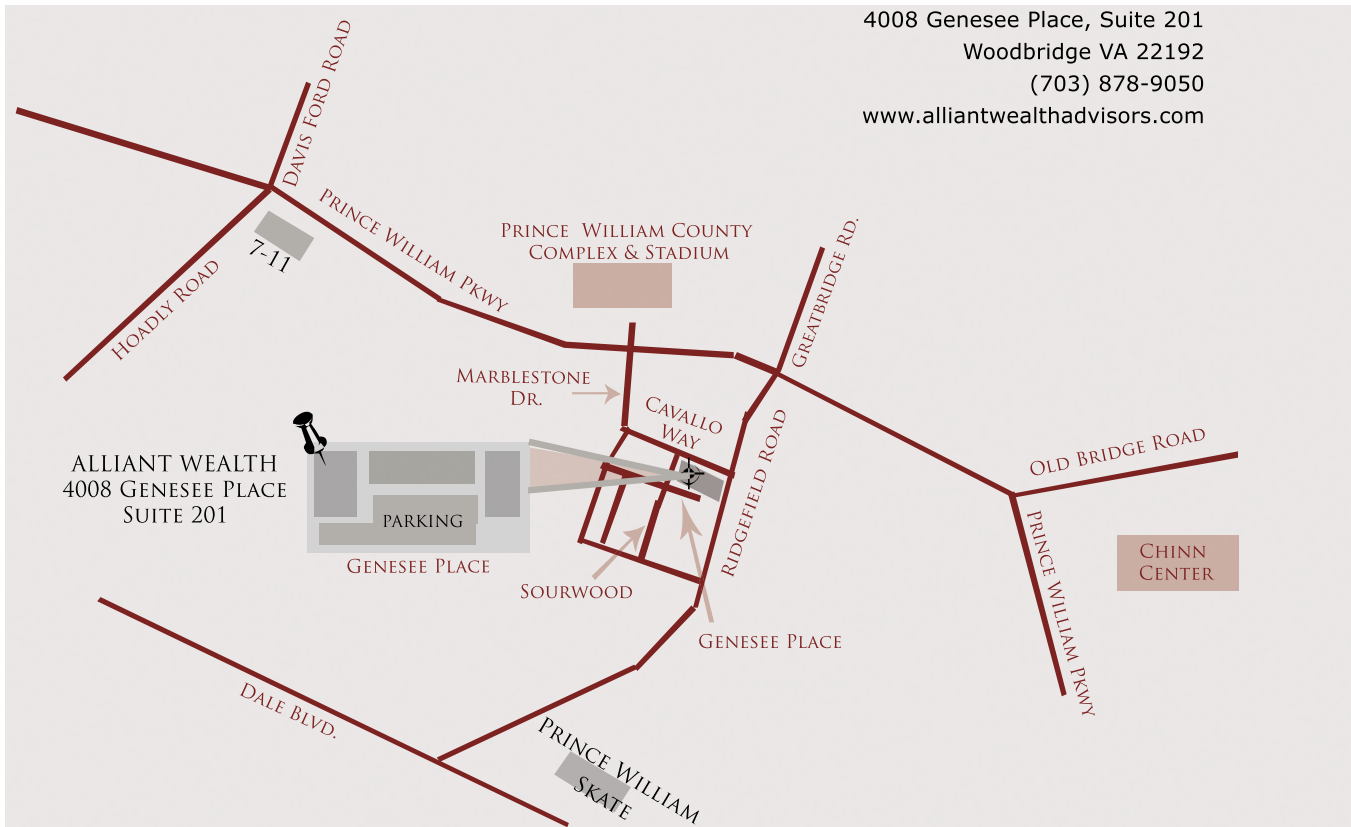 4008 Genesee Place, Suite 201
Woodbridge VA 22192
(703) 878-9050
www.alliantwealthadvisors.com
Davis Ford Road
Prince William Pkwy
7-11
Hoadly Road
Prince William County
Complex & Stadium
Greatbridge Rd.
Marblestone
Dr.
Cavallo
Way
Ridgefield Road
Old Bridge Road
ALLIANT WEALTH
4008 Genesee Place
Suite 201
PARKING
Genesee Place
Sourwood
Genesee Place
Prince William Pkwy
Chinn
Center
Dale Blvd.
Prince William
Skate